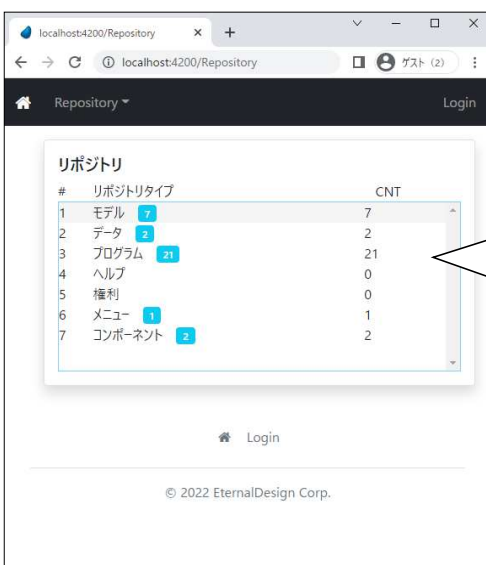 localhost:4200/Repository
localhost:4200/Repository
ゲスト (2)
Repository
Login
リポジトリ
# リポジトリタイプ CNT
1 モデル 7 7
2 データ 2 2
3 プログラム 21 21
4 ヘルプ 0
5 権利 0
6 メニュー 1 1
7 コンポーネント 2 2
Login
© 2022 EternalDesign Corp.